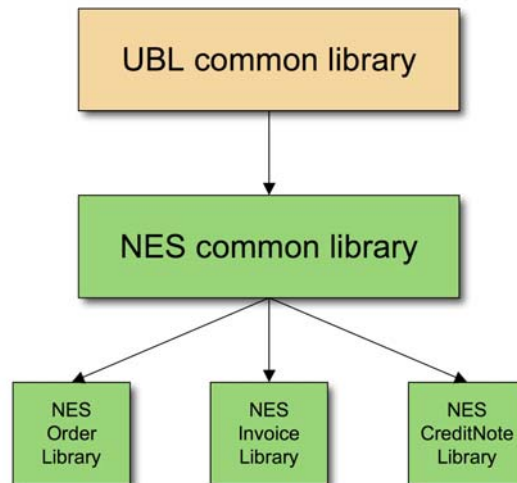 UBL common library
NES common library
NES
Order
Library
NES
Invoice
Library
NES
CreditNote
Library